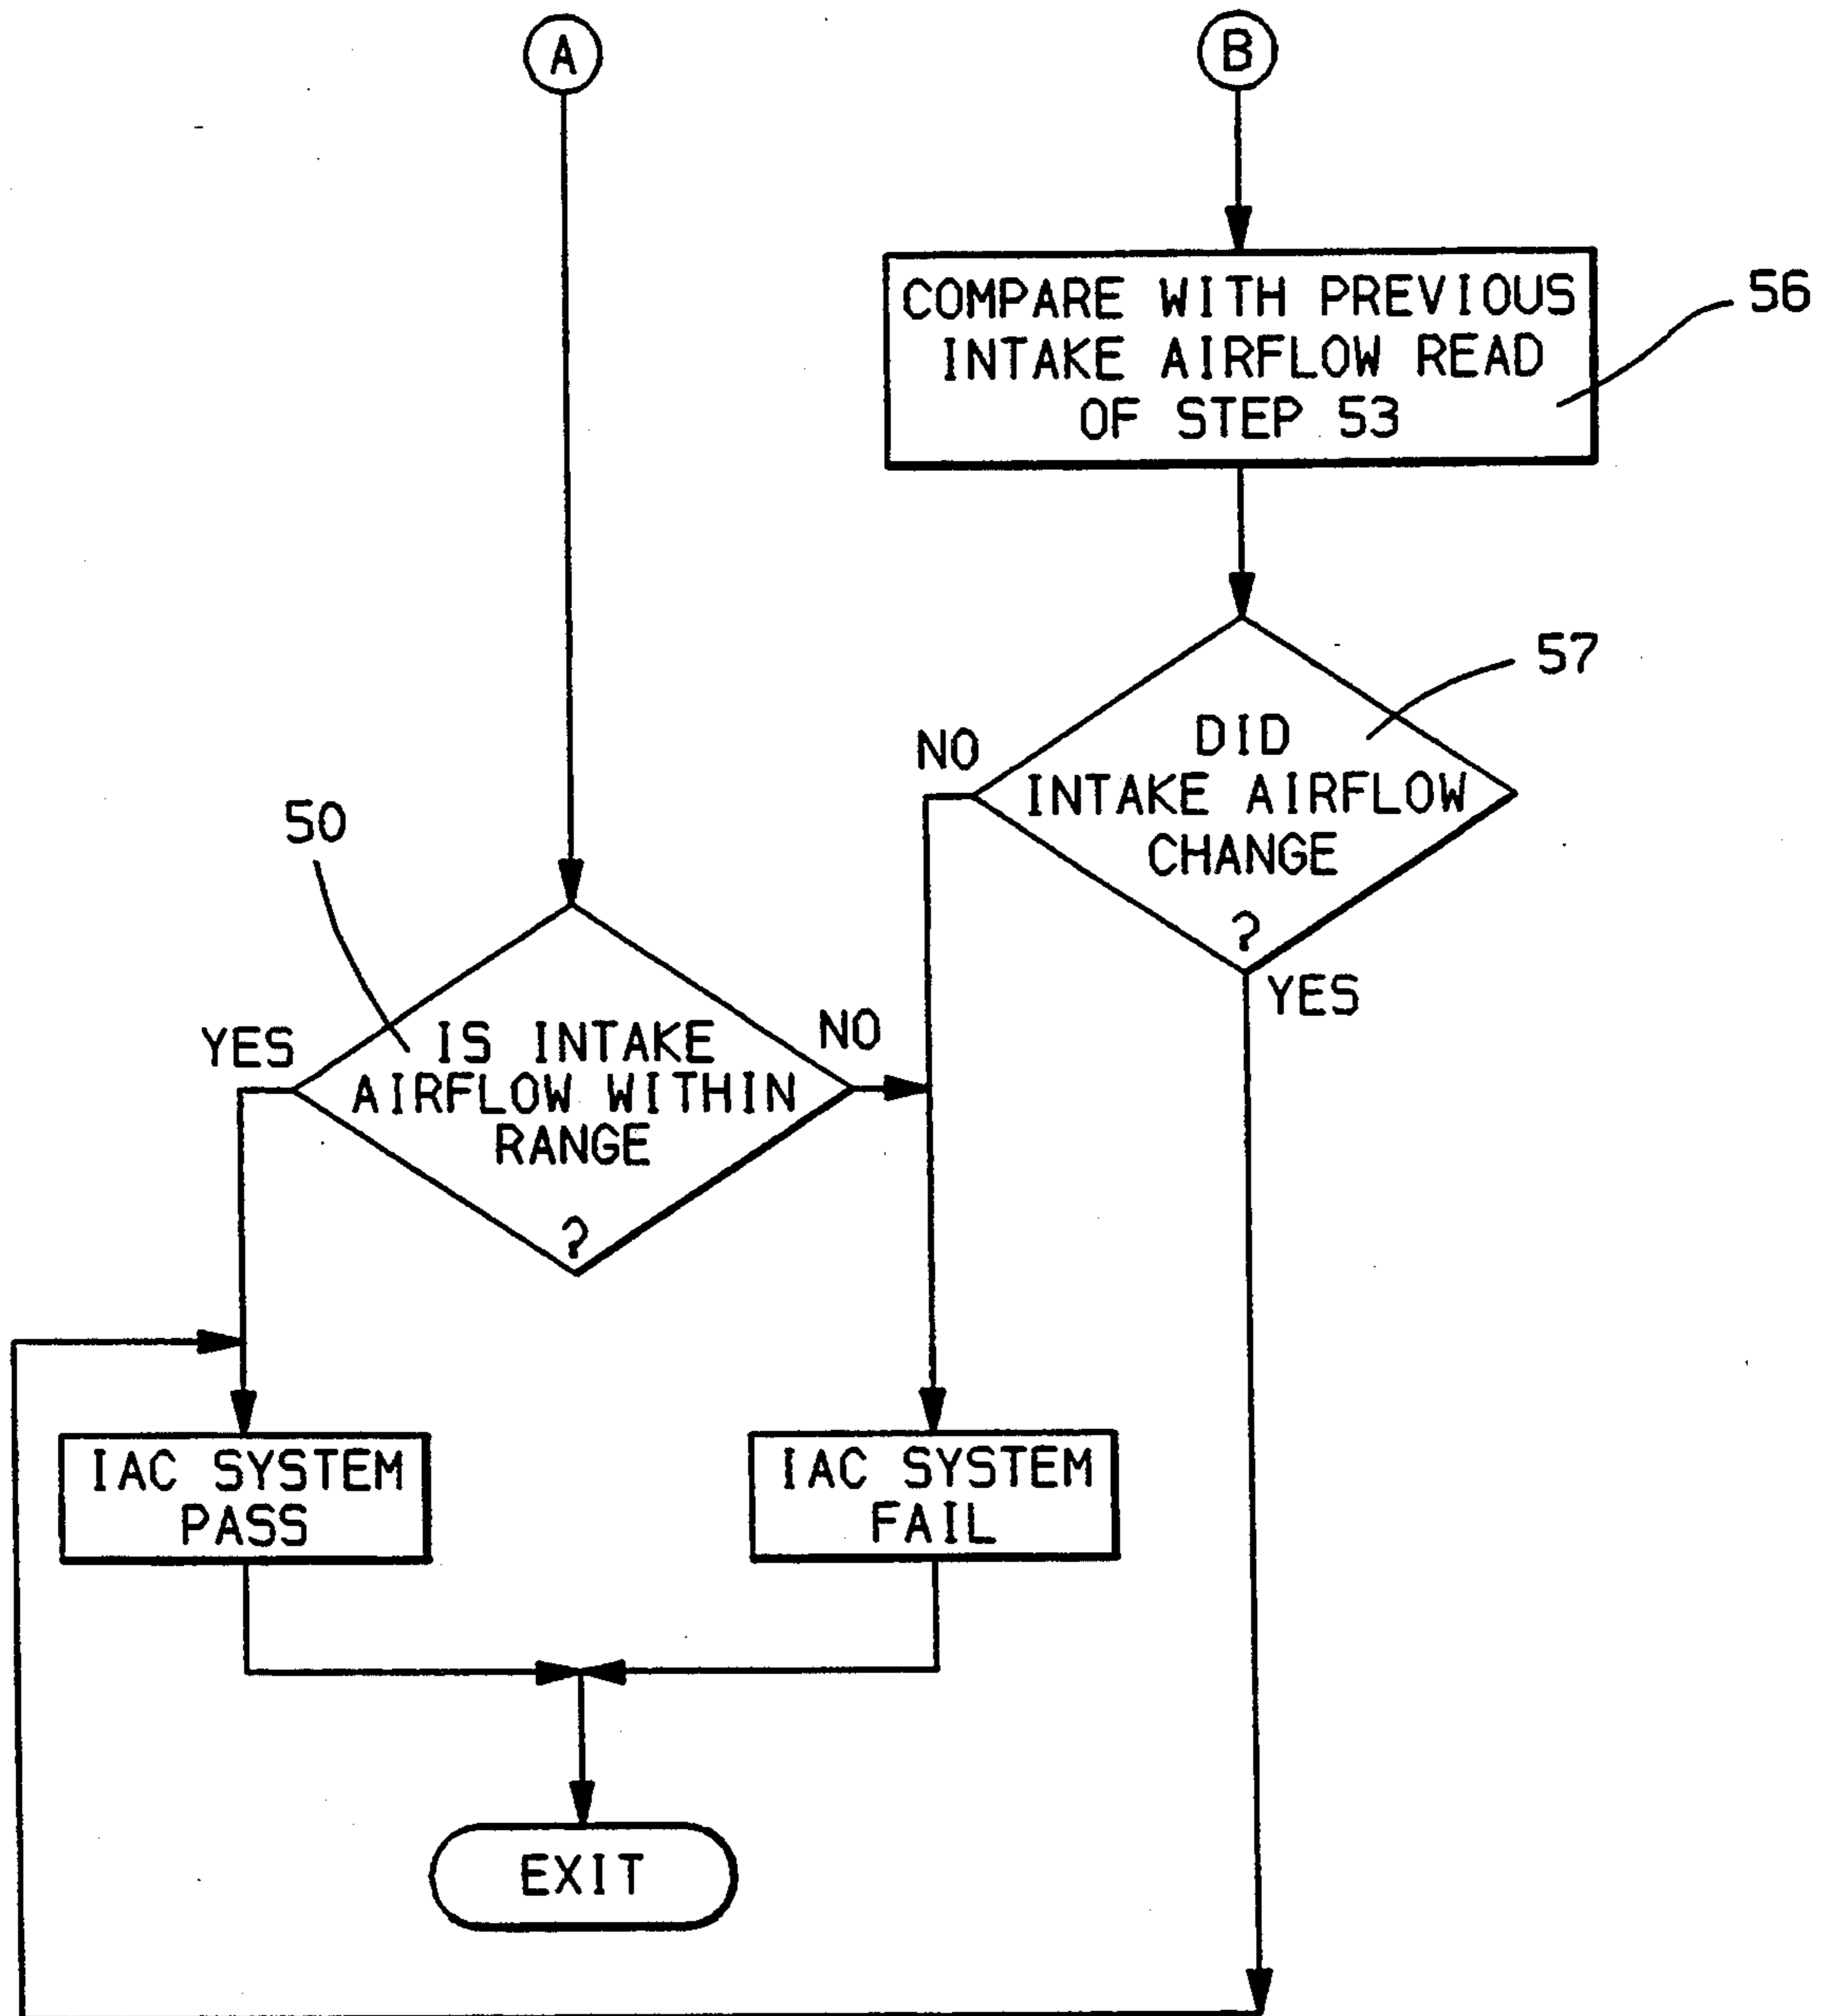 A
B
COMPARE WITH PREVIOUS
INTAKE AIRFLOW READ
OF STEP 53
56
DID
INTAKE AIRFLOW
CHANGE
?
57
NO
YES
50
IS INTAKE
AIRFLOW WITHIN
RANGE
?
YES
NO
IAC SYSTEM
PASS
IAC SYSTEM
FAIL
EXIT